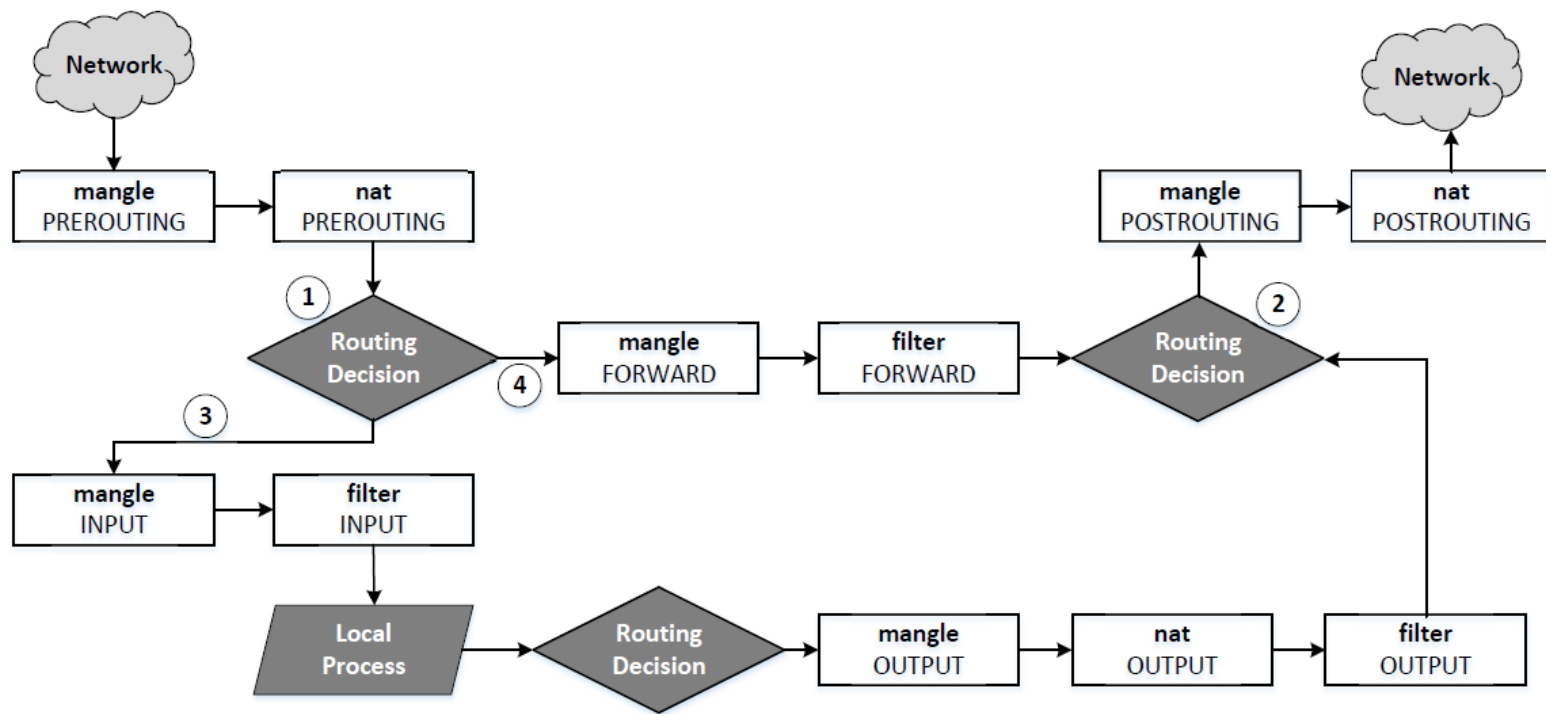 Network
Network
mangle
PREROUTING
nat
PREROUTING
mangle
POSTROUTING
nat
POSTROUTING
1
2
Routing
Decision
4
mangle
FORWARD
filter
FORWARD
Routing
Decision
3
mangle
INPUT
filter
INPUT
Local
Process
Routing
Decision
mangle
OUTPUT
nat
OUTPUT
filter
OUTPUT